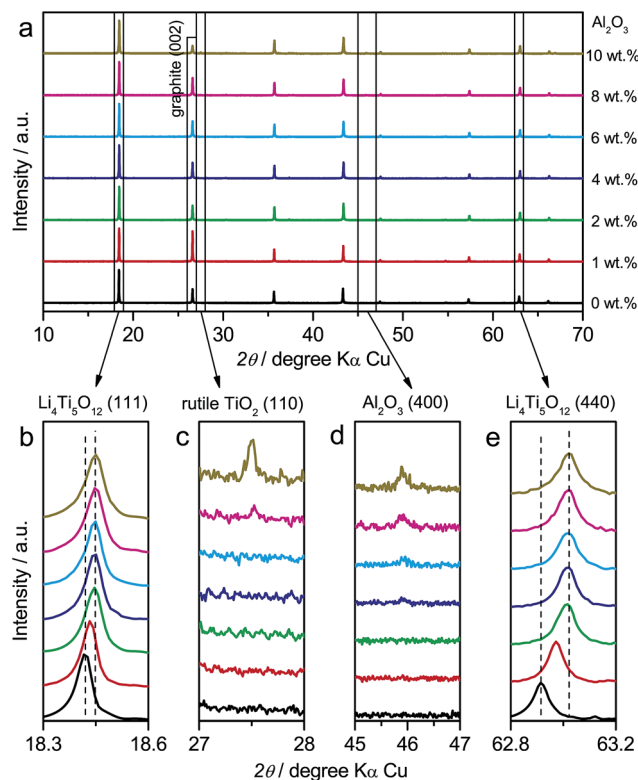 a
Al2O3
graphite (002)
10 wt.%
8 wt.%
6 wt.%
4 wt.%
2 wt.%
1 wt.%
0 wt.%
Intensity / a.u.
10 20 30 40 50 60 70
2θ / degree Kα Cu
Li4Ti5O12 (111) rutile TiO2 (110) Al2O3 (400) Li4Ti5O12 (440)
b c d e
Intensity / a.u.
18.3 18.6 27 28 45 46 47 62.8 63.2
2θ / degree Kα Cu